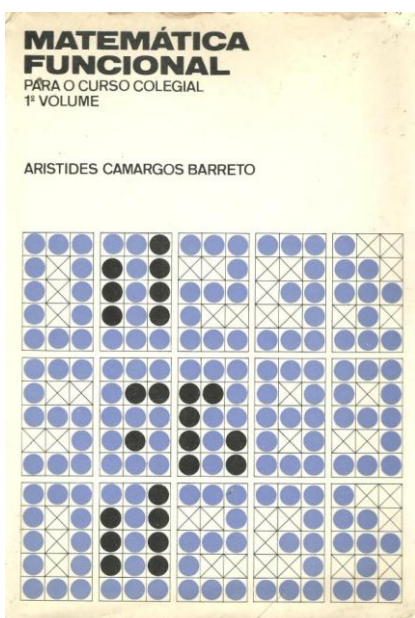 MATEMÁTICA
FUNCIONAL
PARA O CURSO COLEGIAL
1º VOLUME
ARISTIDES CAMARGOS BARRETO